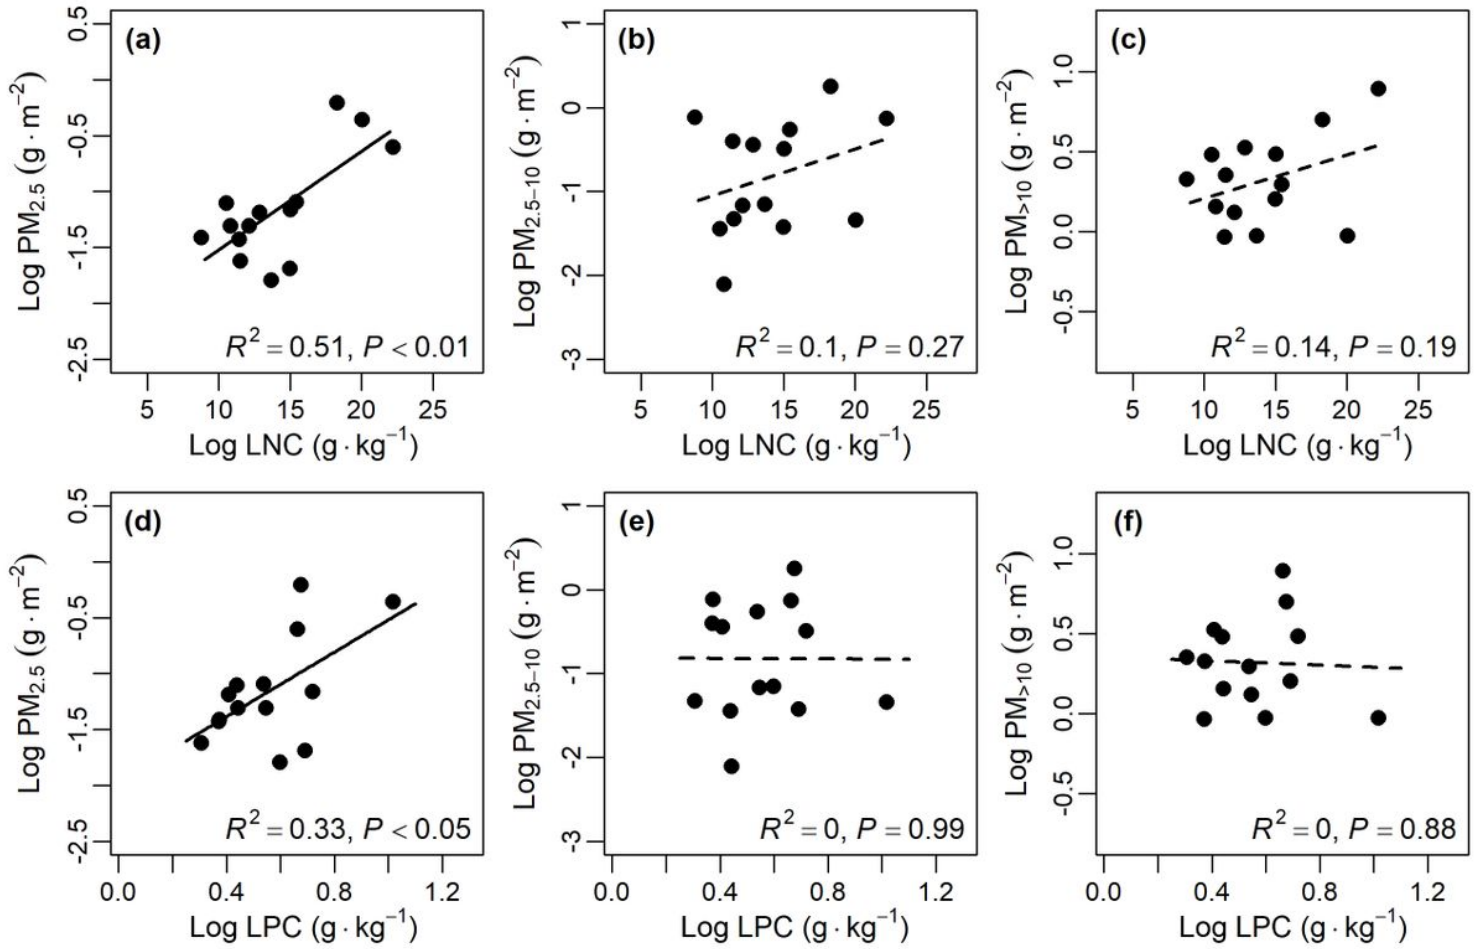 (a)
0.5
-0.5
-1.5
-2.5
Log PM2.5 (g · m−2)
R2 = 0.51, P < 0.01
5 10 15 20 25
Log LNC (g · kg−1)
(b)
1
0
-1
-2
-3
Log PM2.5−10 (g · m−2)
R2 = 0.1, P = 0.27
5 10 15 20 25
Log LNC (g · kg−1)
(c)
1.0
0.5
0.0
-0.5
Log PM>10 (g · m−2)
R2 = 0.14, P = 0.19
5 10 15 20 25
Log LNC (g · kg−1)
(d)
0.5
-0.5
-1.5
-2.5
Log PM2.5 (g · m−2)
R2 = 0.33, P < 0.05
0.0 0.4 0.8 1.2
Log LPC (g · kg−1)
(e)
1
0
-1
-2
-3
Log PM2.5−10 (g · m−2)
R2 = 0, P = 0.99
0.0 0.4 0.8 1.2
Log LPC (g · kg−1)
(f)
1.0
0.5
0.0
-0.5
Log PM>10 (g · m−2)
R2 = 0, P = 0.88
0.0 0.4 0.8 1.2
Log LPC (g · kg−1)